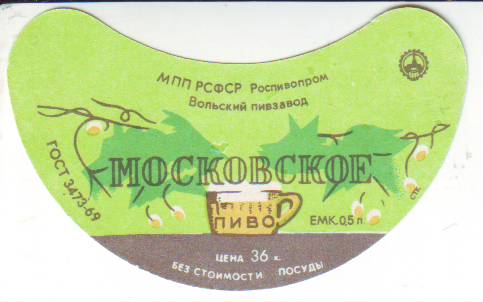 МПП РСФСР Роспивопром
Вольский пивзавод
ГОСТ 3473-69
МОСКОВСКОЕ
ПИВО
ЕМК. 0,5 л.
ЦЕНА 36 к.
БЕЗ СТОИМОСТИ ПОСУДЫ